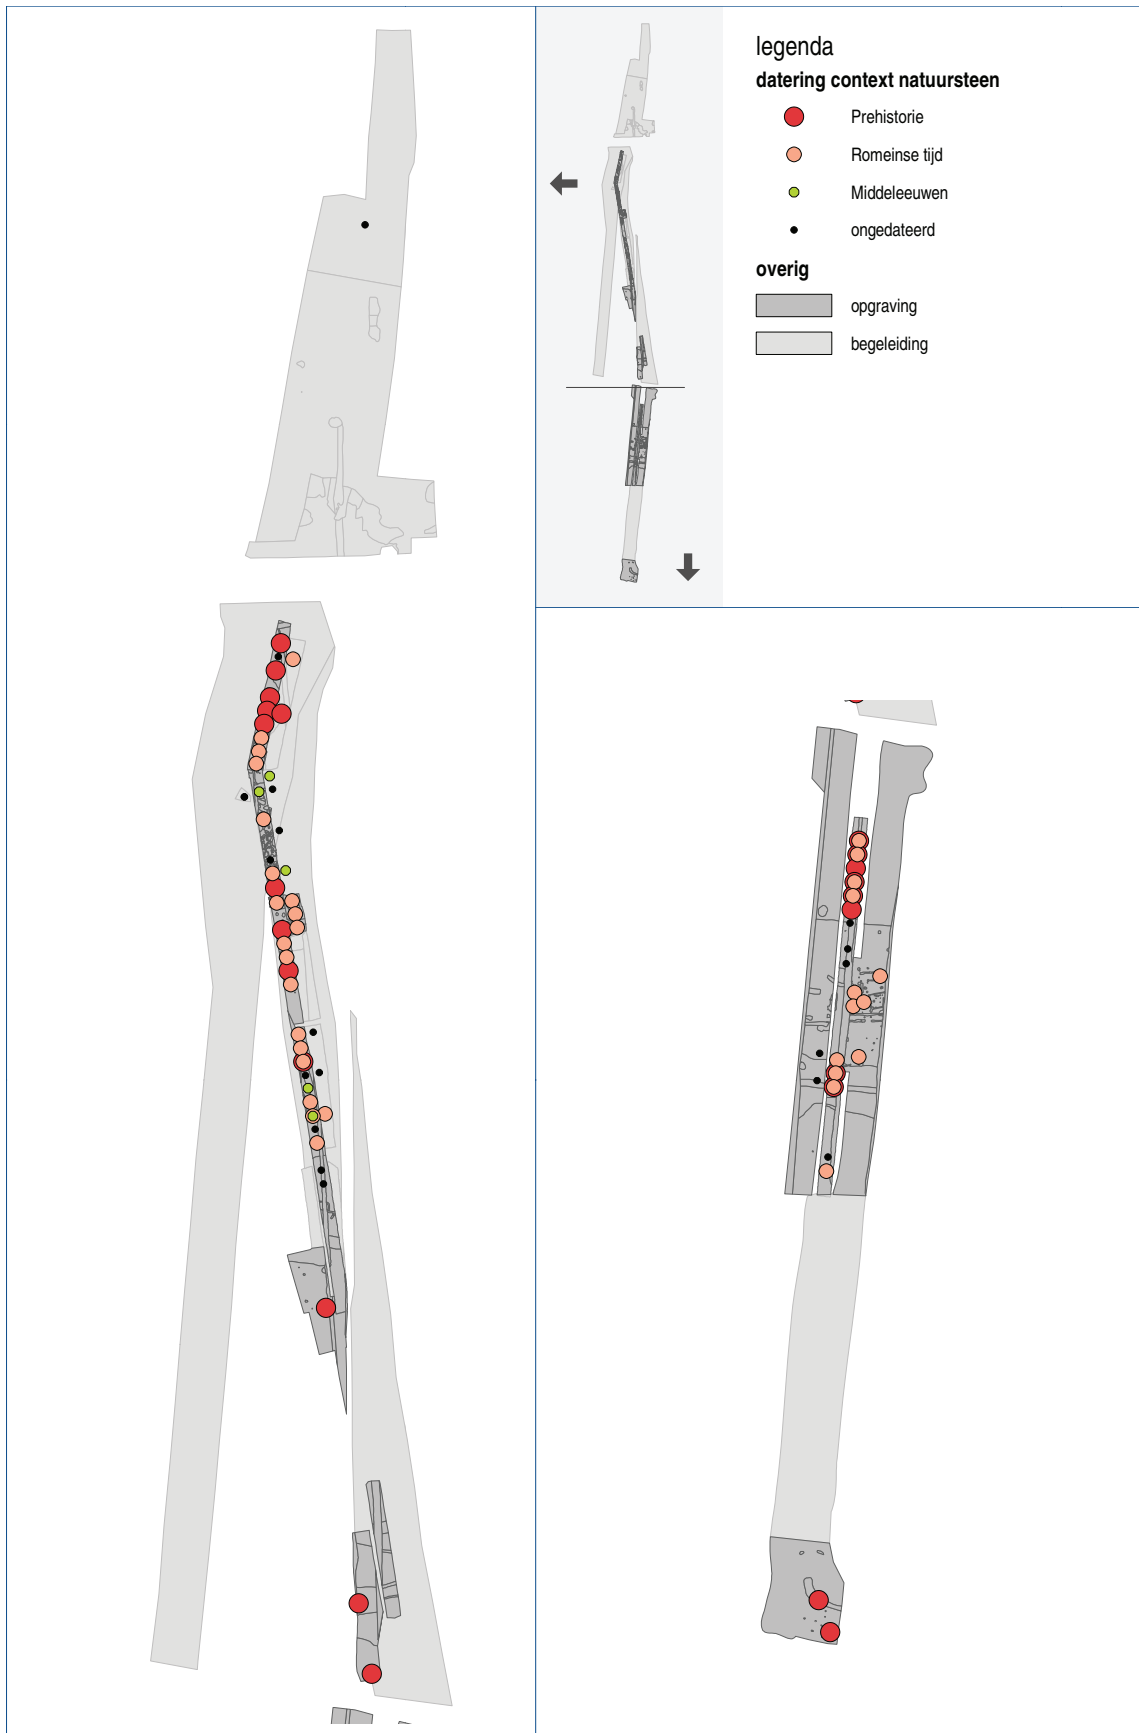 legenda
datering context natuursteen
Prehistorie
Romeinse tijd
Middeleeuwen
ongedateerd
overig
opgraving
begeleiding